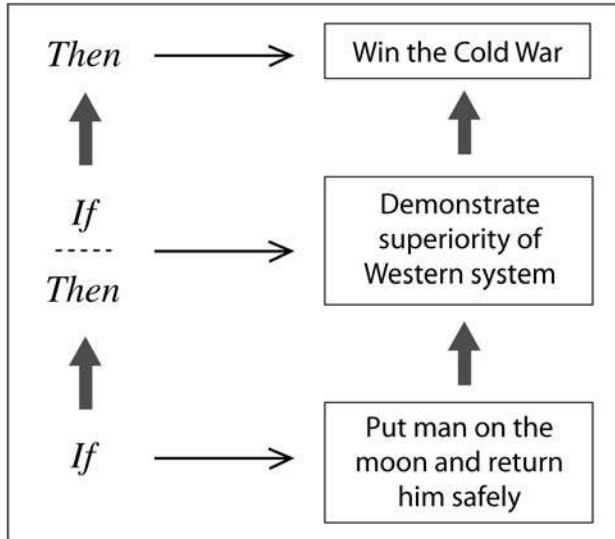 Then
Win the Cold War
If
Then
Demonstrate
superiority of
Western system
If
Put man on the
moon and return
him safely